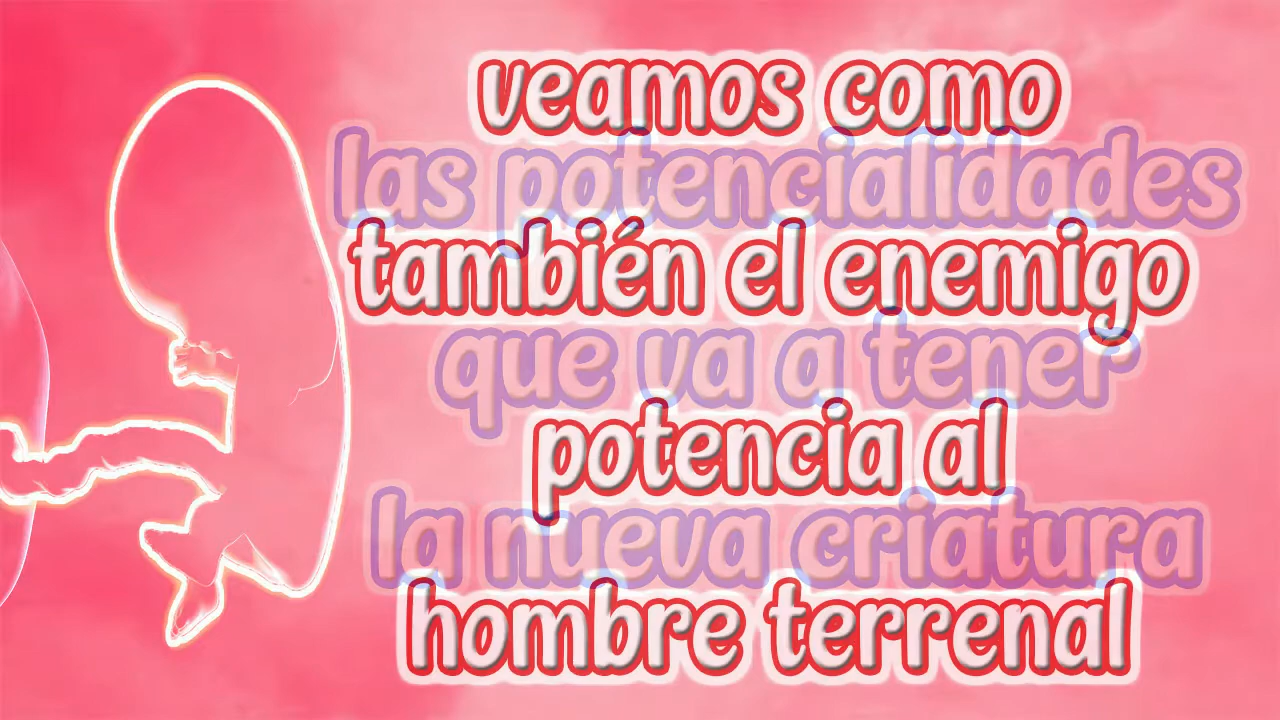 veamos como
las potencialidades
también el enemigo
que va a tener
potencia al
la nueva criatura
hombre terrenal